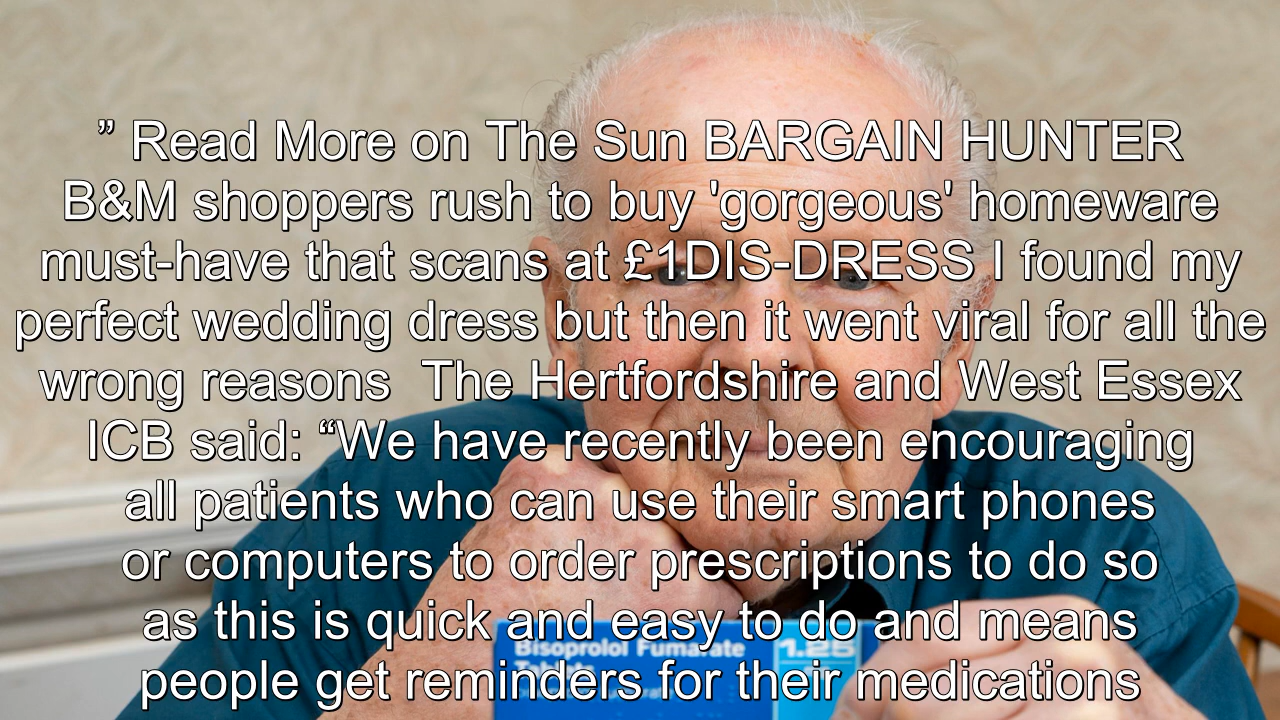 ” Read More on The Sun BARGAIN HUNTER
B&M shoppers rush to buy 'gorgeous' homeware
must-have that scans at £1DIS-DRESS I found my
perfect wedding dress but then it went viral for all the
wrong reasons  The Hertfordshire and West Essex
ICB said: “We have recently been encouraging
all patients who can use their smart phones
or computers to order prescriptions to do so
as this is quick and easy to do and means
Bisoprolol Fumarate 1.25
Tablets
people get reminders for their medications